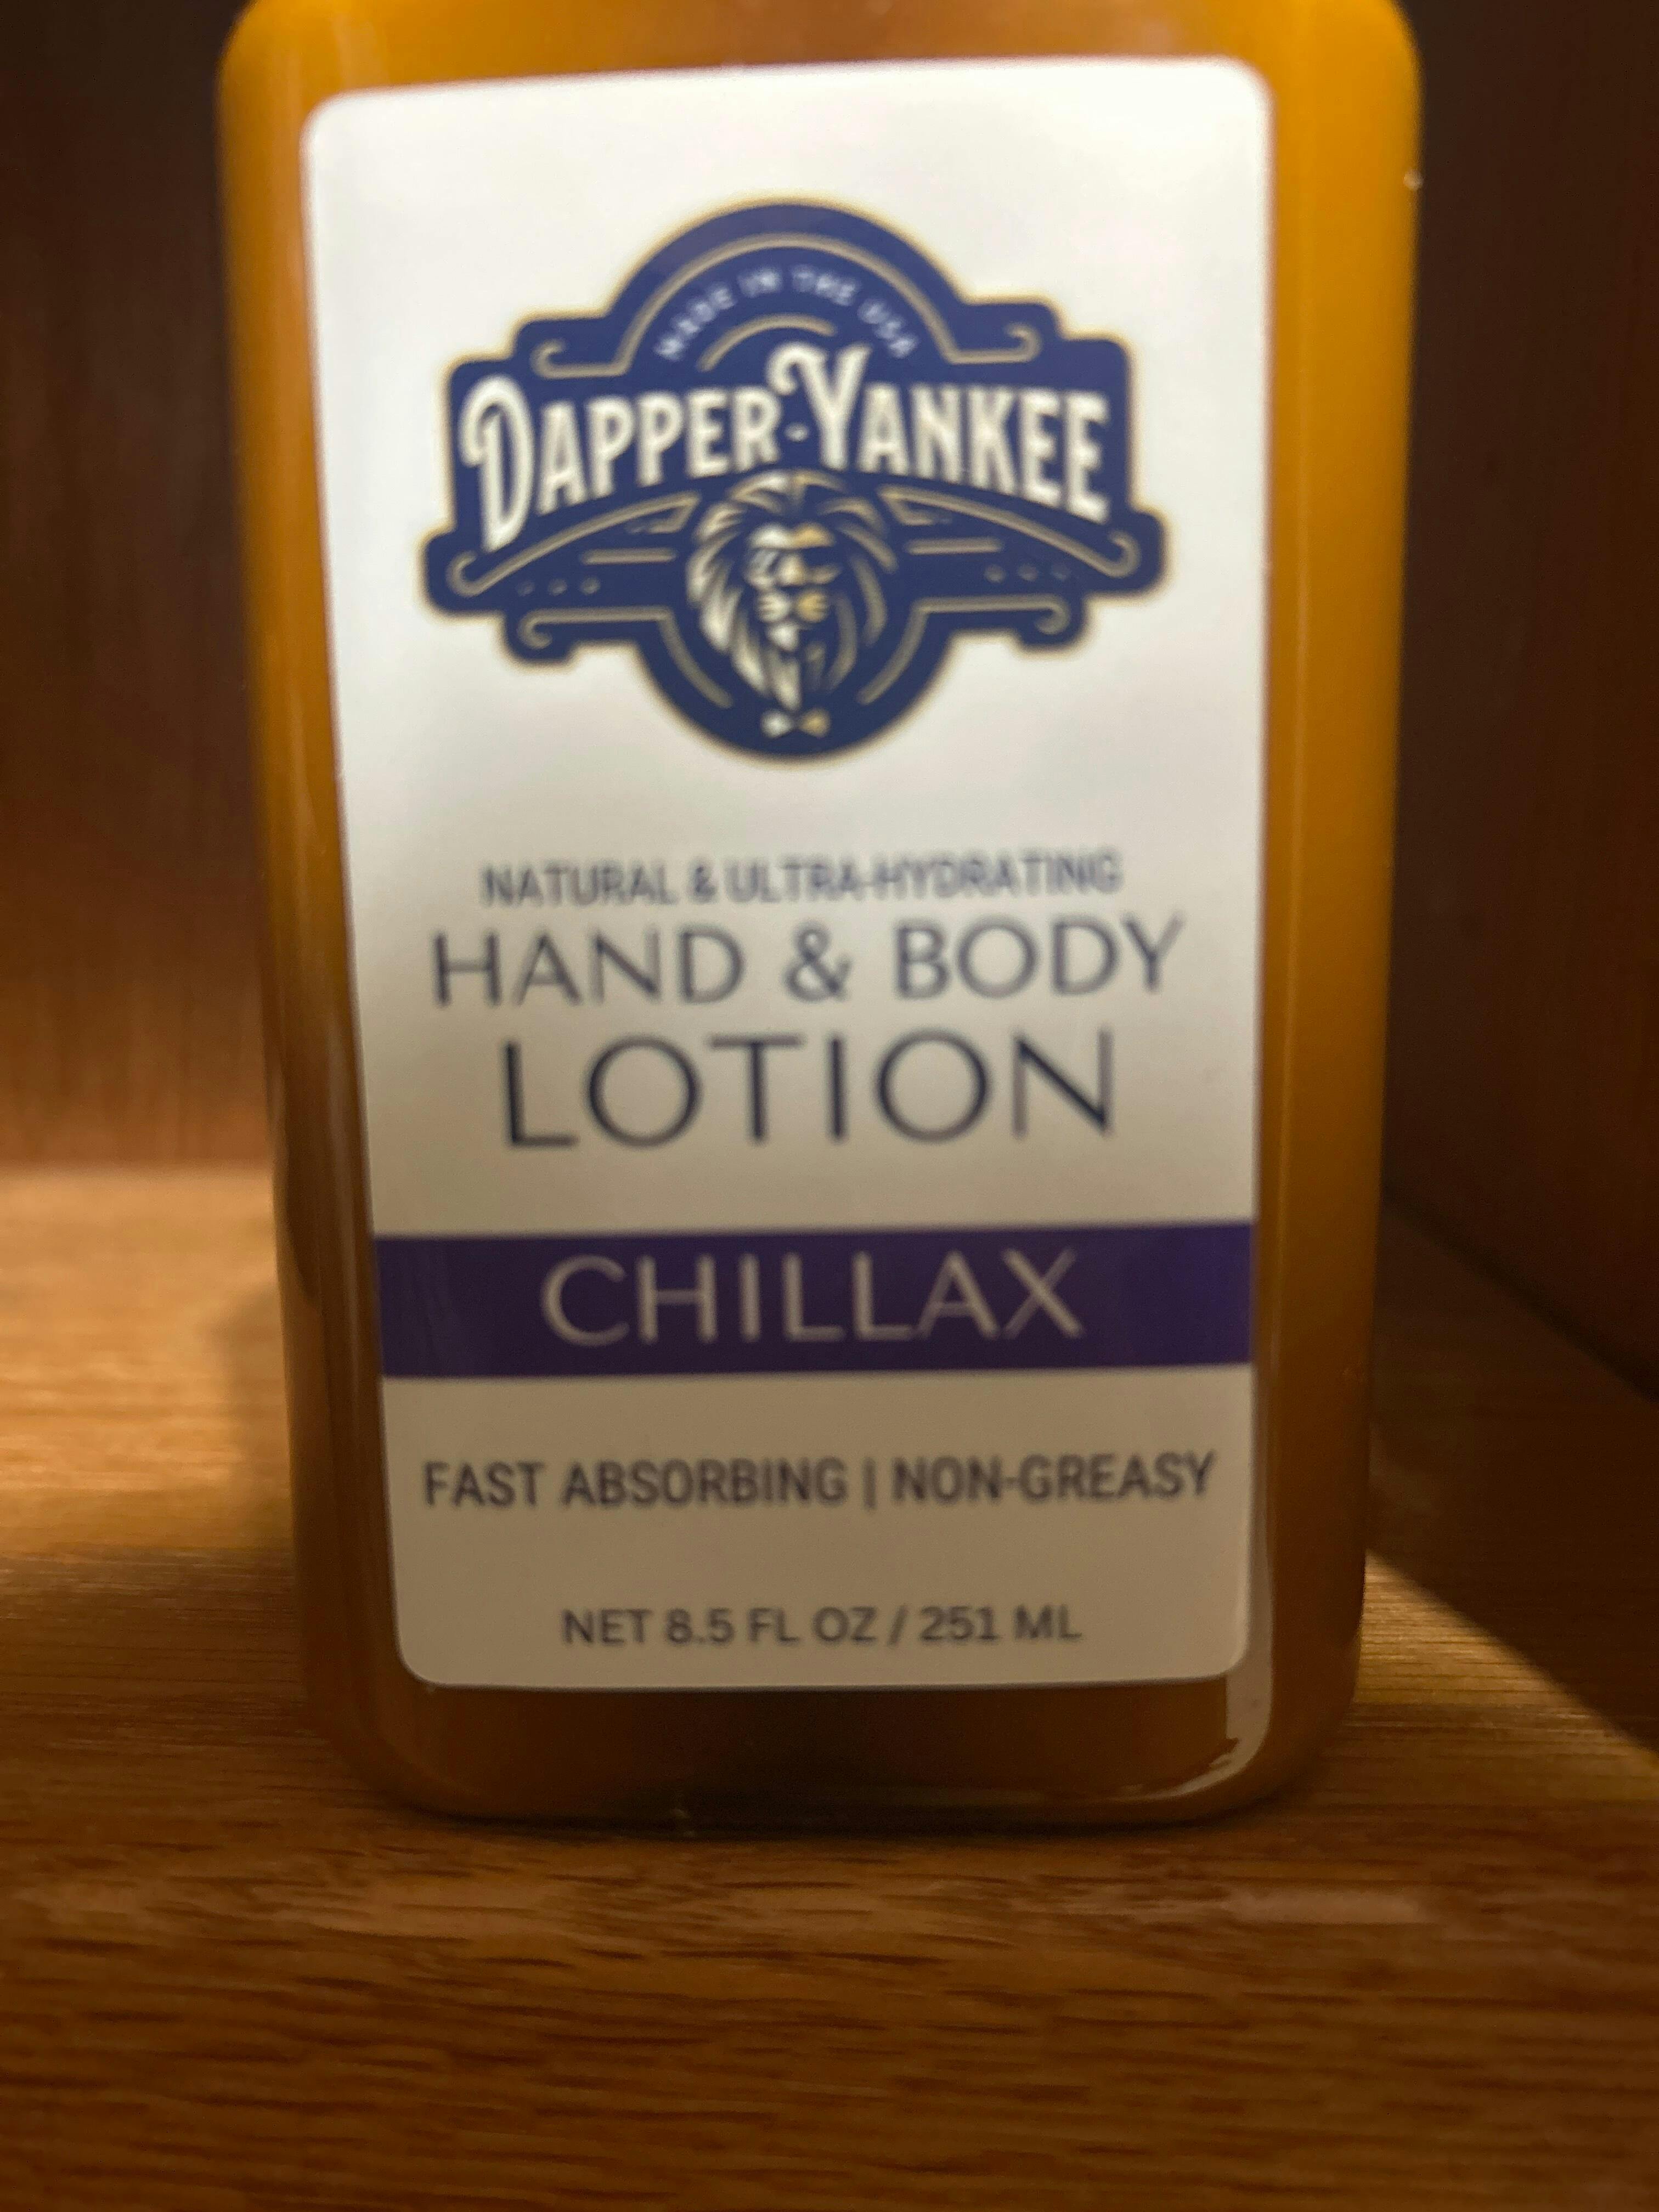 MADE IN THE USA
DAPPER-YANKEE
NATURAL & ULTRA-HYDRATING
HAND & BODY
LOTION
CHILLAX
FAST ABSORBING | NON-GREASY
NET 8.5 FL OZ / 251 ML